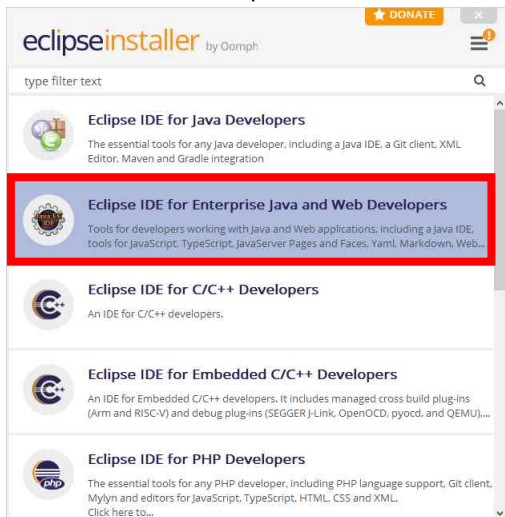 DONATE
eclipseinstaller by Oomph
type filter text
Eclipse IDE for Java Developers
The essential tools for any Java developer, including a Java IDE, a Git client, XML
Editor, Maven and Gradle integration
Java EE
IDE
Eclipse IDE for Enterprise Java and Web Developers
Tools for developers working with Java and Web applications, including a Java IDE,
tools for JavaScript, TypeScript, JavaServer Pages and Faces, Yaml, Markdown, Web...
C++
Eclipse IDE for C/C++ Developers
An IDE for C/C++ developers.
C++
Eclipse IDE for Embedded C/C++ Developers
An IDE for Embedded C/C++ developers. It includes managed cross build plug-ins
(Arm and RISC-V) and debug plug-ins (SEGGER J-Link, OpenOCD, pyocd, and QEMU),...
php
Eclipse IDE for PHP Developers
The essential tools for any PHP developer, including PHP language support, Git client,
Mylyn and editors for JavaScript, TypeScript, HTML, CSS and XML.
Click here to...